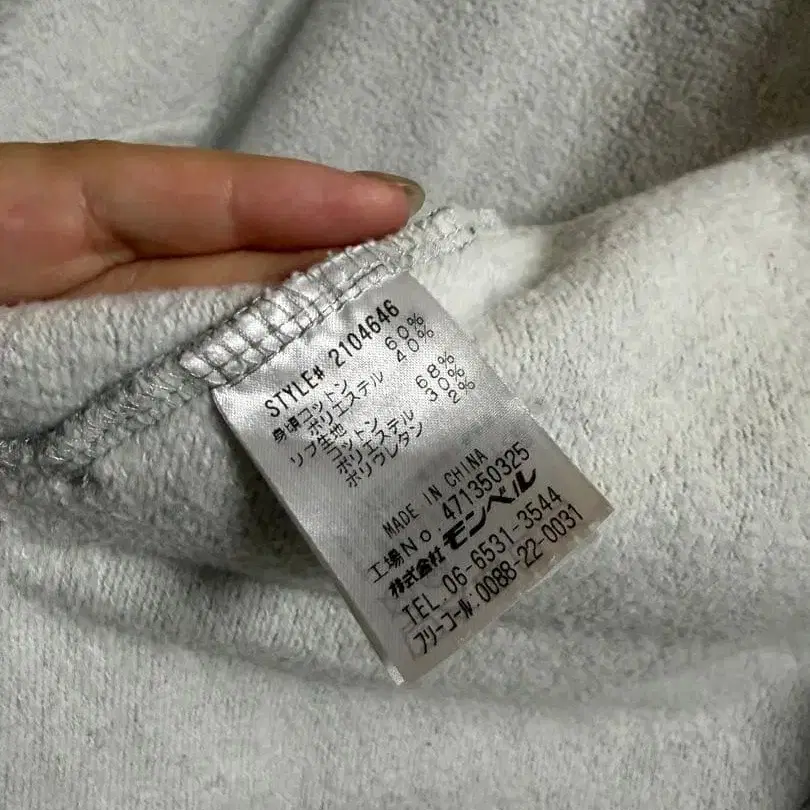 STYLE# 2104646
身頃コットン 60%
ポリエステル 40%
リブ生地
コットン 68%
ポリエステル 30%
ポリウレタン 2%
MADE IN CHINA
工場No. 471350325
株式会社モンベル
TEL.06-6531-3544
フリーコール:0088-22-0031